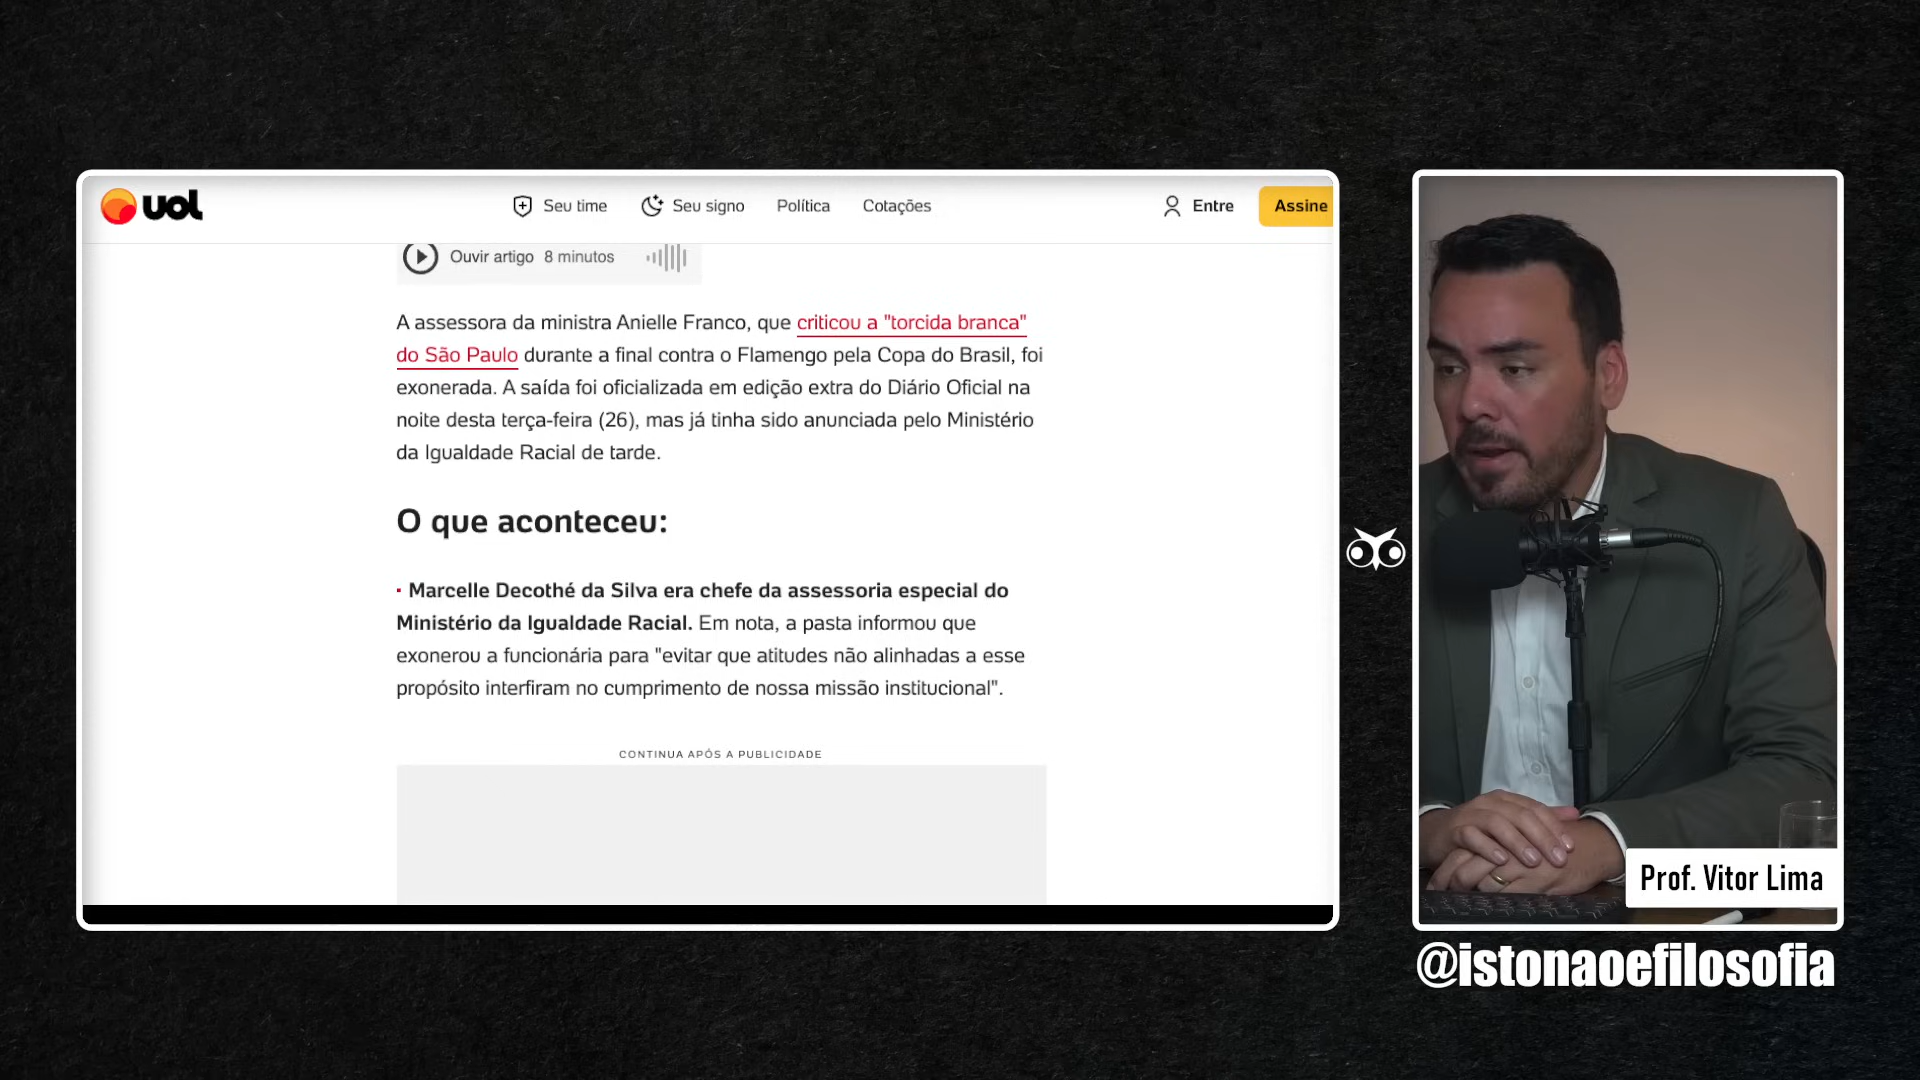 uol
Seu time
Seu signo
Política
Cotações
Entre
Assine
Ouvir artigo 8 minutos
A assessora da ministra Anielle Franco, que criticou a "torcida branca"
do São Paulo durante a final contra o Flamengo pela Copa do Brasil, foi
exonerada. A saída foi oficializada em edição extra do Diário Oficial na
noite desta terça-feira (26), mas já tinha sido anunciada pelo Ministério
da Igualdade Racial de tarde.
O que aconteceu:
· Marcelle Decothé da Silva era chefe da assessoria especial do
Ministério da Igualdade Racial. Em nota, a pasta informou que
exonerou a funcionária para "evitar que atitudes não alinhadas a esse
propósito interfiram no cumprimento de nossa missão institucional".
CONTINUA APÓS A PUBLICIDADE
Prof. Vitor Lima
@istonaoefilosofia